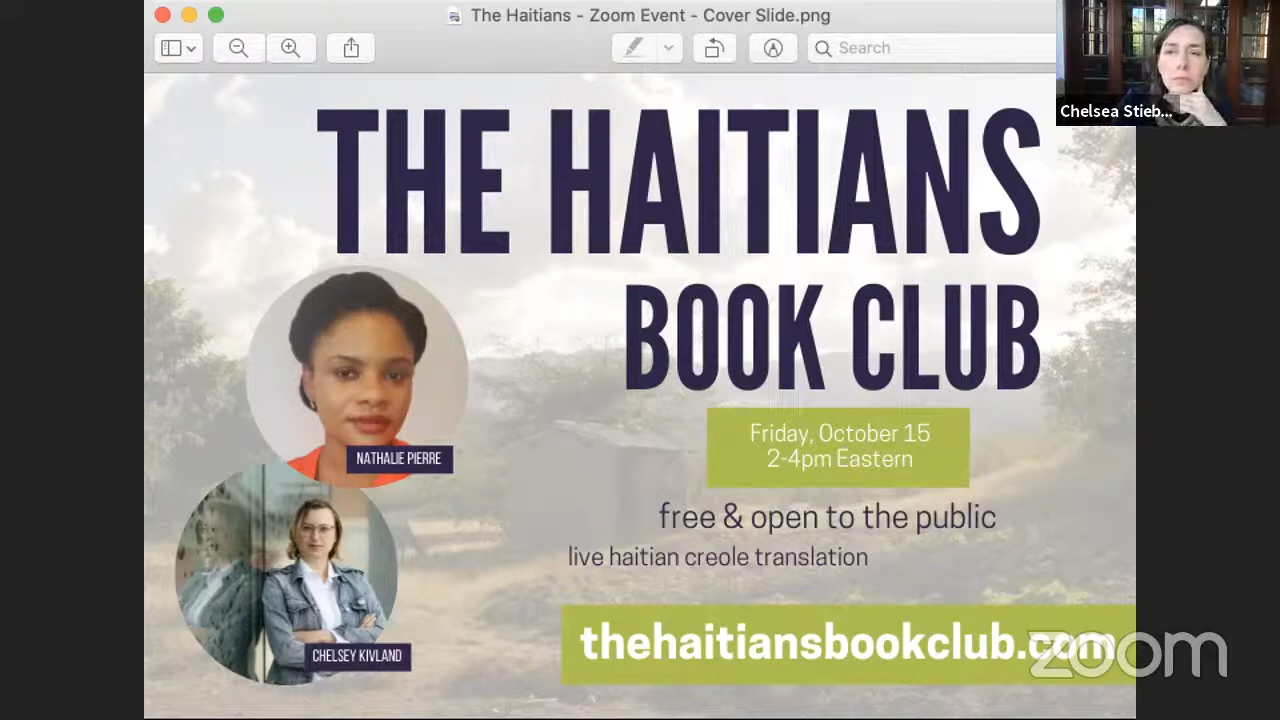 The Haitians - Zoom Event - Cover Slide.png
Search
Chelsea Stieb...
THE HAITIANS
BOOK CLUB
NATHALIE PIERRE
Friday, October 15
2-4pm Eastern
free & open to the public
live haitian creole translation
CHELSEY KIVLAND
thehaitiansbookclub.com
zoom